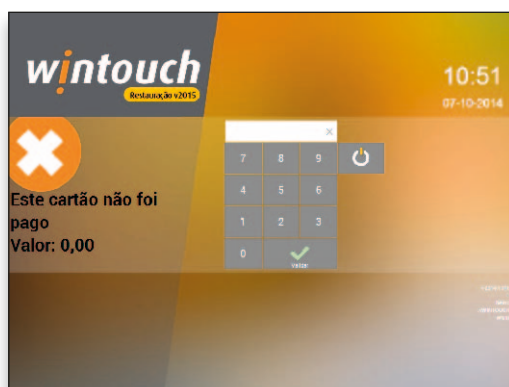 wintouch
Restauração v2015
10:51
07-10-2014
×
7 8 9
4 5 6
1 2 3
0
Este cartão não foi
pago
Valor: 0,00